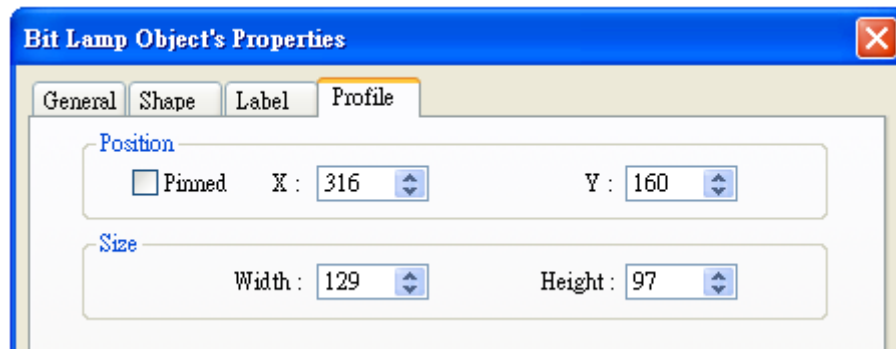 Bit Lamp Object's Properties
General Shape Label Profile
Position
Pinned X : 316 Y : 160
Size
Width : 129 Height : 97